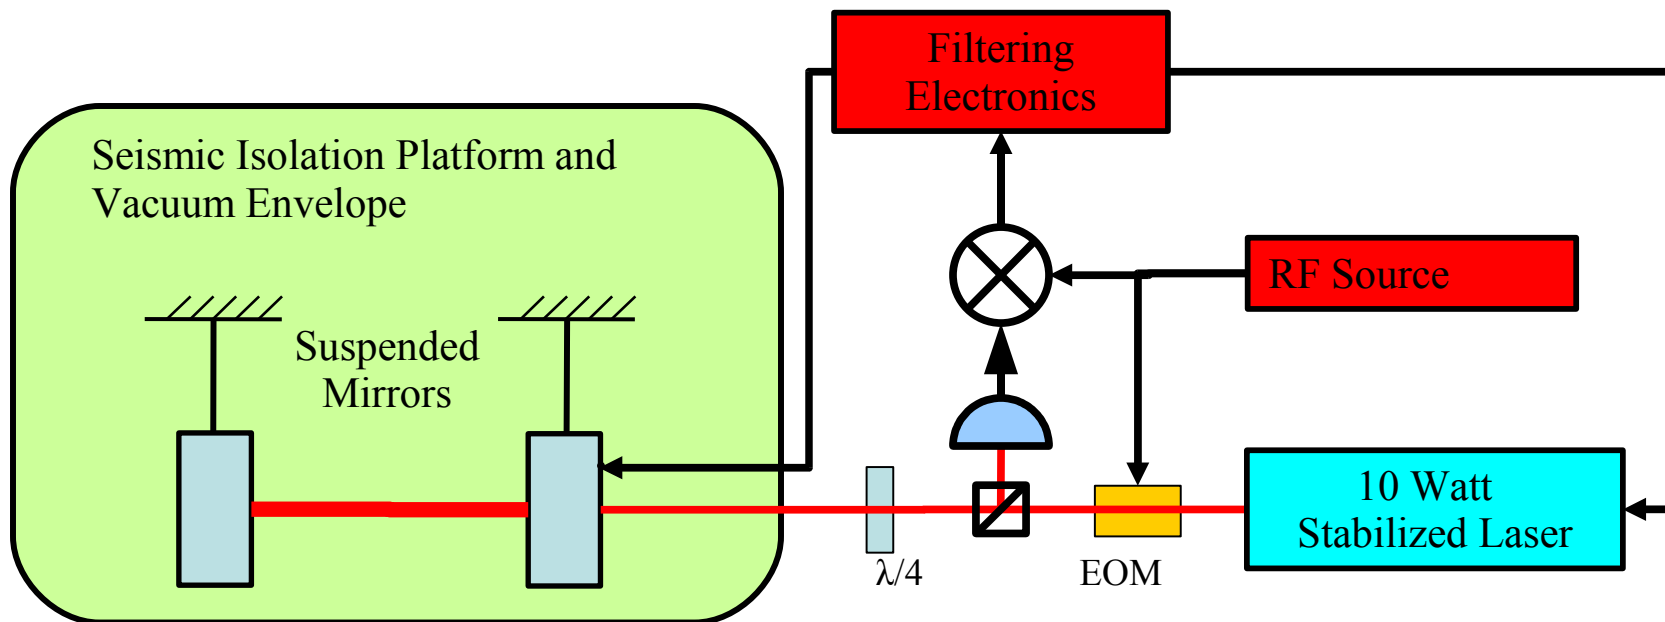 Filtering
Electronics
Seismic Isolation Platform and
Vacuum Envelope
RF Source
Suspended
Mirrors
10 Watt
Stabilized Laser
λ/4
EOM